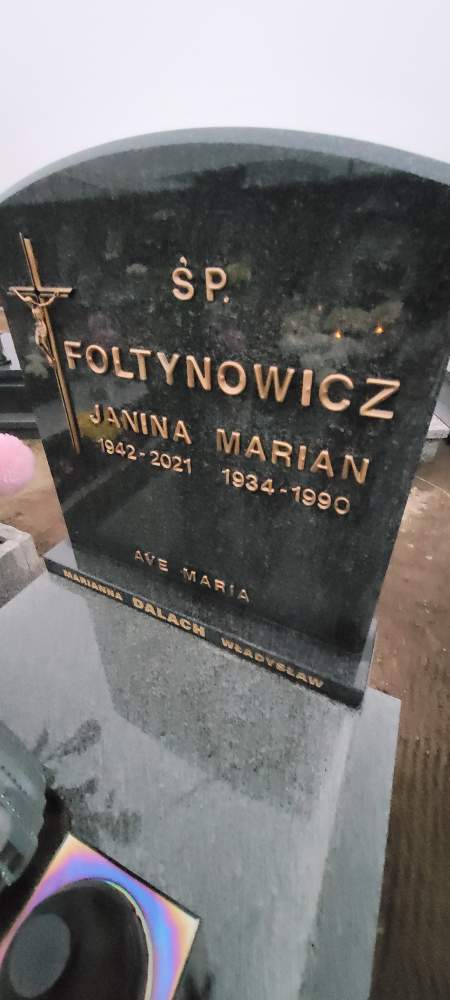 ŚP.
FOLTYNOWICZ
JANINA MARIAN
1942-2021 1934-1990
AVE MARIA
MARIANNA DALACH WŁADYSŁAW